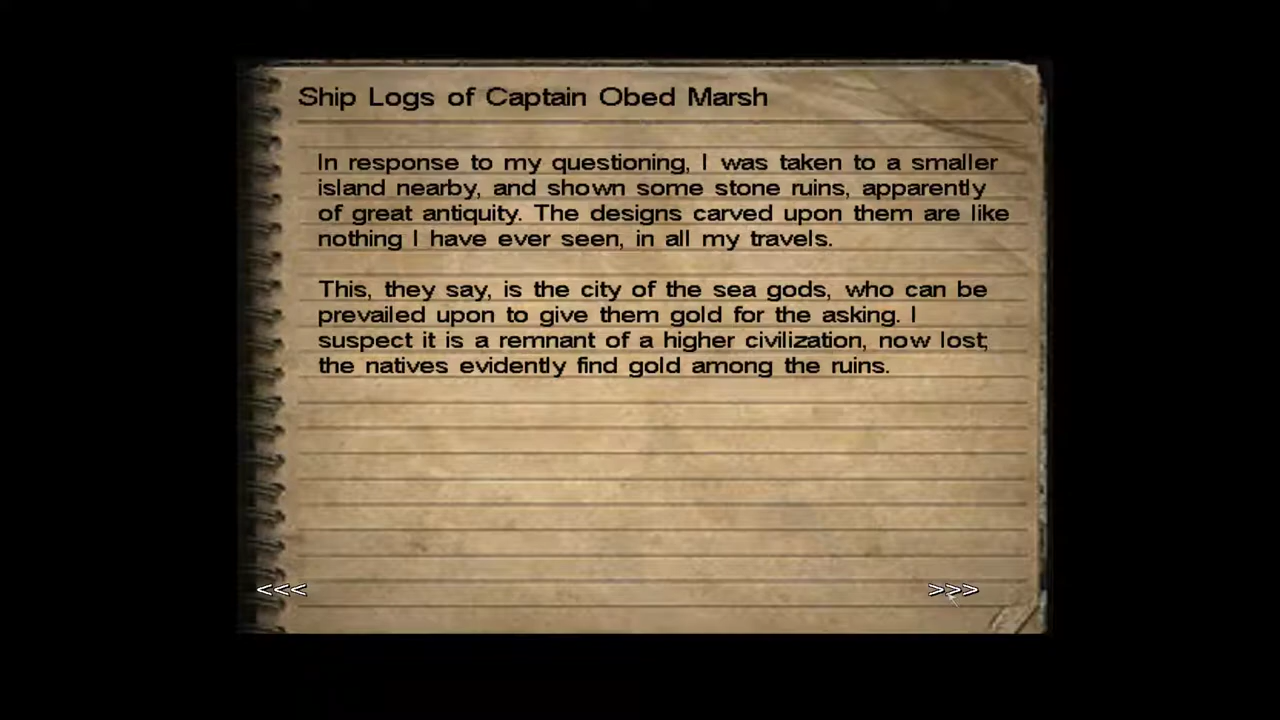 Ship Logs of Captain Obed Marsh
In response to my questioning, I was taken to a smaller
island nearby, and shown some stone ruins, apparently
of great antiquity. The designs carved upon them are like
nothing I have ever seen, in all my travels.
This, they say, is the city of the sea gods, who can be
prevailed upon to give them gold for the asking. I
suspect it is a remnant of a higher civilization, now lost;
the natives evidently find gold among the ruins.
<<< >>>